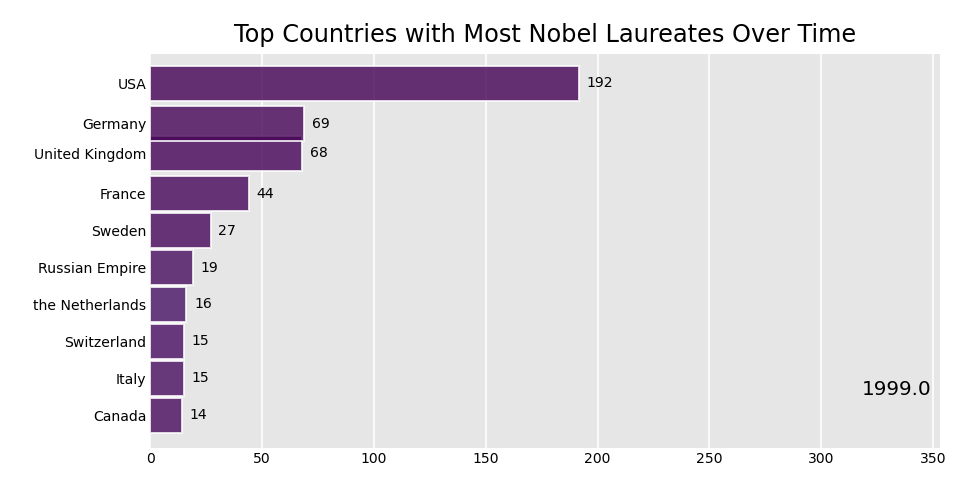 Top Countries with Most Nobel Laureates Over Time
USA 192
Germany 69
United Kingdom 68
France 44
Sweden 27
Russian Empire 19
the Netherlands 16
Switzerland 15
Italy 15
1999.0
Canada 14
0 50 100 150 200 250 300 350